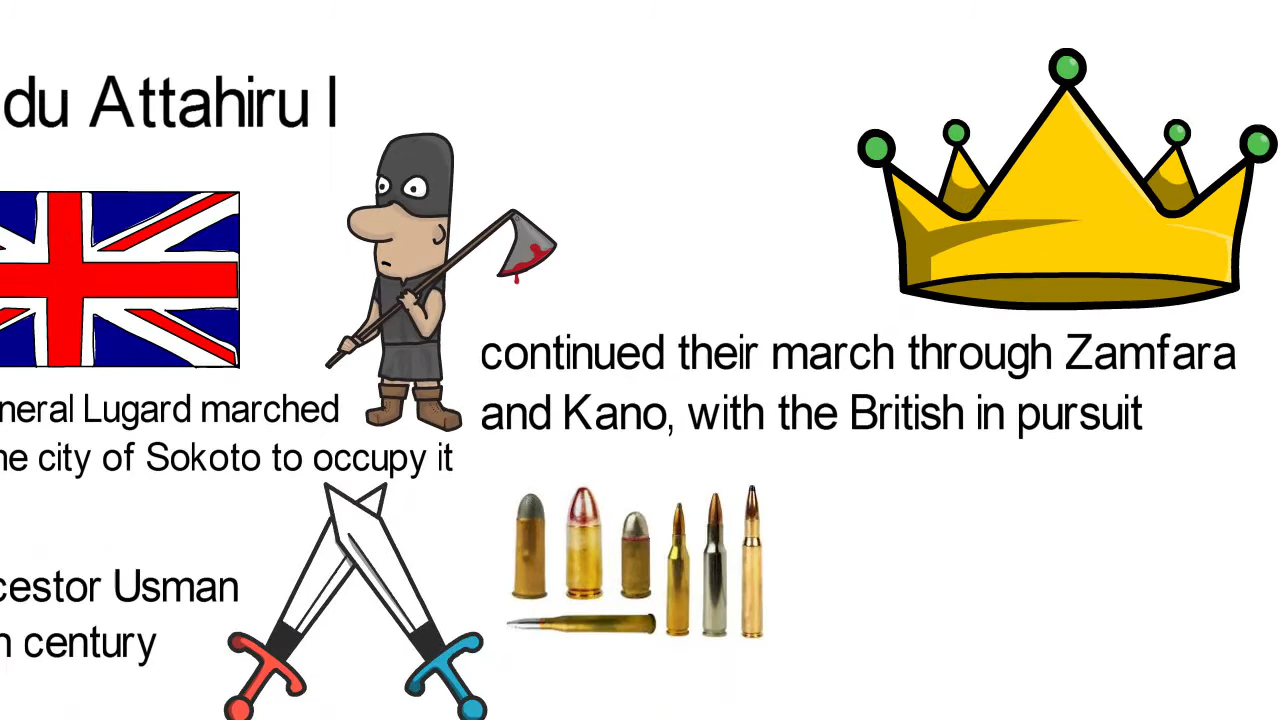 du Attahiru I
neral Lugard marched
he city of Sokoto to occupy it
continued their march through Zamfara
and Kano, with the British in pursuit
cestor Usman
h century